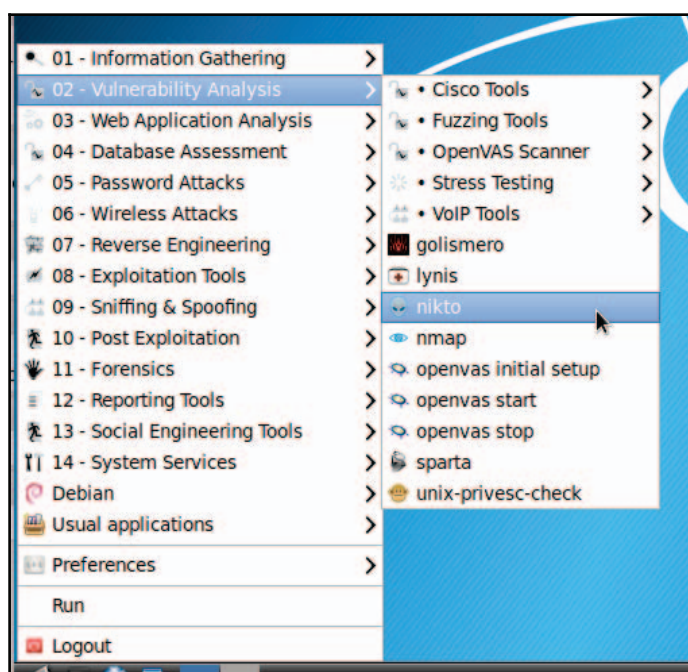 01 - Information Gathering
02 - Vulnerability Analysis
03 - Web Application Analysis
04 - Database Assessment
05 - Password Attacks
06 - Wireless Attacks
07 - Reverse Engineering
08 - Exploitation Tools
09 - Sniffing & Spoofing
10 - Post Exploitation
11 - Forensics
12 - Reporting Tools
13 - Social Engineering Tools
14 - System Services
Debian
Usual applications
Preferences
Run
Logout
• Cisco Tools
• Fuzzing Tools
• OpenVAS Scanner
• Stress Testing
• VoIP Tools
golismero
lynis
nikto
nmap
openvas initial setup
openvas start
openvas stop
sparta
unix-privesc-check